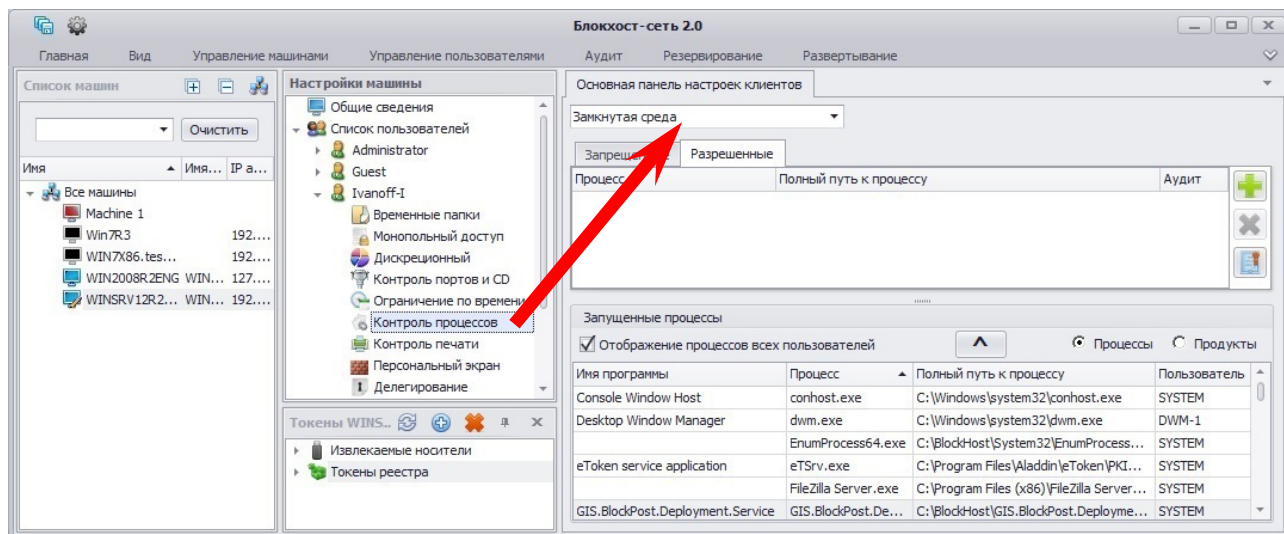 Блокхост-сеть 2.0
Главная Вид Управление машинами Управление пользователями Аудит Резервирование Развертывание
Список машин
Очистить
Имя Имя... IP а...
Все машины
Machine 1
Win7R3 192....
WIN7X86.tes... 192....
WIN2008R2ENG WIN... 127....
WINSRV12R2... WIN... 192....
Настройки машины
Общие сведения
Список пользователей
Administrator
Guest
Ivanoff-I
Временные папки
Монопольный доступ
Дискреционный
Контроль портов и CD
Ограничение по времени
Контроль процессов
Контроль печати
Персональный экран
Делегирование
Токены WINS..
Извлекаемые носители
Токены реестра
Основная панель настроек клиентов
Замкнутая среда
Разрешенные
Процесс Полный путь к процессу Аудит
Запущенные процессы
Отображение процессов всех пользователей Процессы Продукты
Имя программы Процесс Полный путь к процессу Пользователь
Console Window Host conhost.exe C:\Windows\system32\conhost.exe SYSTEM
Desktop Window Manager dwm.exe C:\Windows\system32\dwm.exe DWM-1
EnumProcess64.exe C:\BlockHost\System32\EnumProcess... SYSTEM
eToken service application eTSrv.exe C:\Program Files\Aladdin\eToken\PKI... SYSTEM
FileZilla Server.exe C:\Program Files (x86)\FileZilla Server... SYSTEM
GIS.BlockPost.Deployment.Service GIS.BlockPost.De... C:\BlockHost\GIS.BlockPost.Deployme... SYSTEM